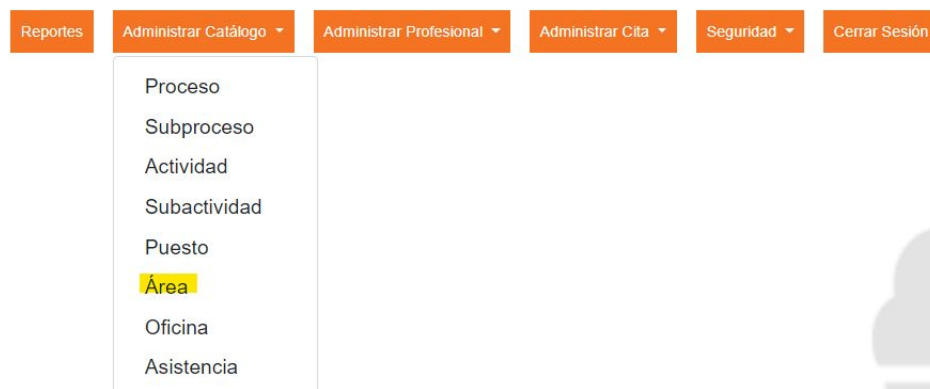 Reportes Administrar Catálogo Administrar Profesional Administrar Cita Seguridad Cerrar Sesión
Proceso
Subproceso
Actividad
Subactividad
Puesto
Área
Oficina
Asistencia